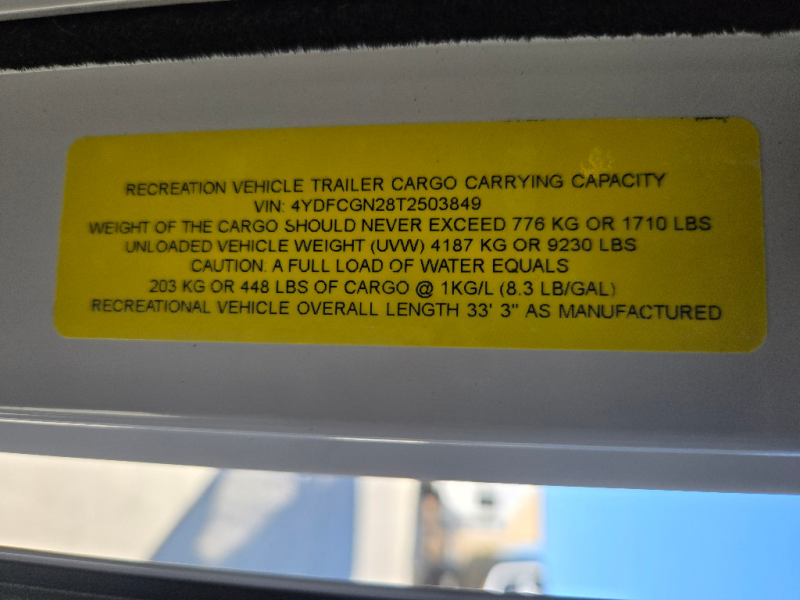 RECREATION VEHICLE TRAILER CARGO CARRYING CAPACITY
VIN: 4YDFCGN28T2503849
WEIGHT OF THE CARGO SHOULD NEVER EXCEED 776 KG OR 1710 LBS
UNLOADED VEHICLE WEIGHT (UVW) 4187 KG OR 9230 LBS
CAUTION: A FULL LOAD OF WATER EQUALS
203 KG OR 448 LBS OF CARGO @ 1KG/L (8.3 LB/GAL)
RECREATIONAL VEHICLE OVERALL LENGTH 33' 3" AS MANUFACTURED